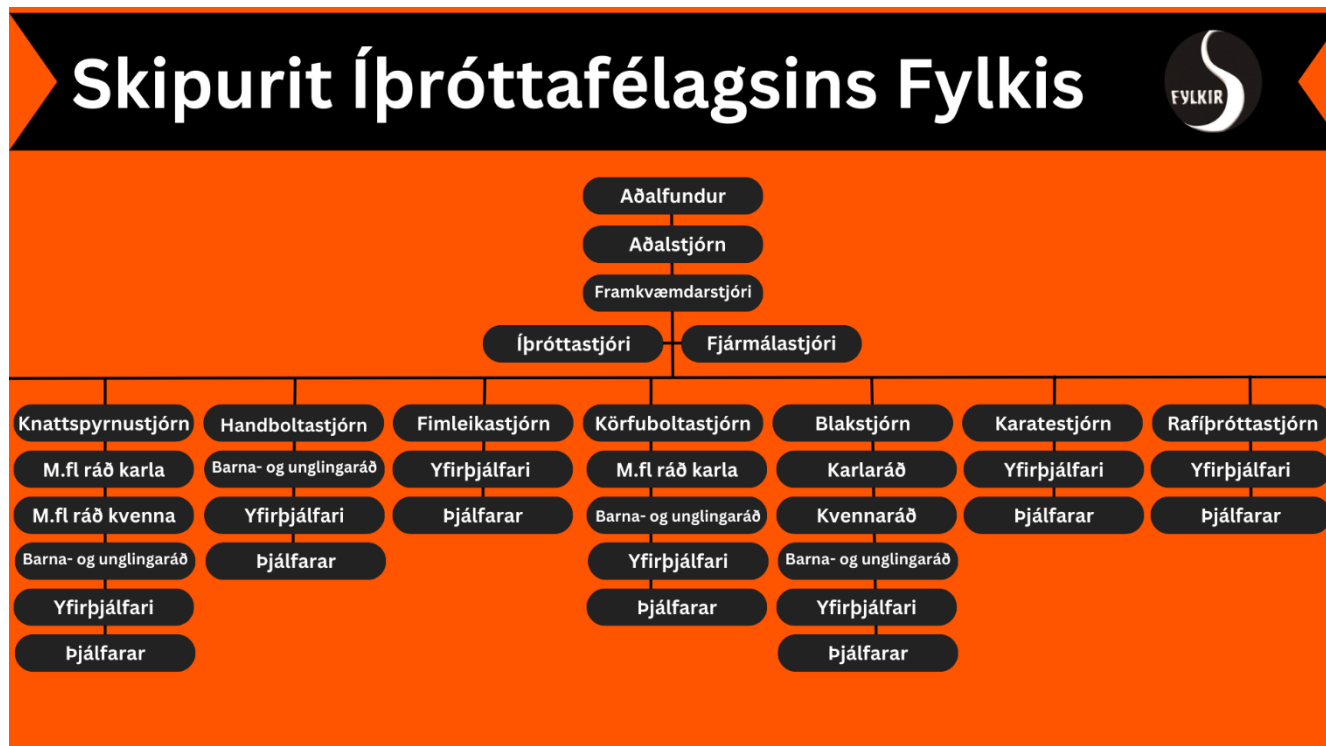 Skipurit Íþróttafélagsins Fylkis
FYLKIR
Aðalfundur
Aðalstjórn
Framkvæmdarstjóri
Íþróttastjóri
Fjármálastjóri
Knattspyrnustjórn
M.fl ráð karla
M.fl ráð kvenna
Barna- og unglingaráð
Yfirþjálfari
Þjálfarar
Handboltastjórn
Barna- og unglingaráð
Yfirþjálfari
Þjálfarar
Fimleikastjórn
Yfirþjálfari
Þjálfarar
Körfuboltastjórn
M.fl ráð karla
Barna- og unglingaráð
Yfirþjálfari
Þjálfarar
Blakstjórn
Karlaráð
Kvennaráð
Barna- og unglingaráð
Yfirþjálfari
Þjálfarar
Karatestjórn
Yfirþjálfari
Þjálfarar
Rafíþróttastjórn
Yfirþjálfari
Þjálfarar